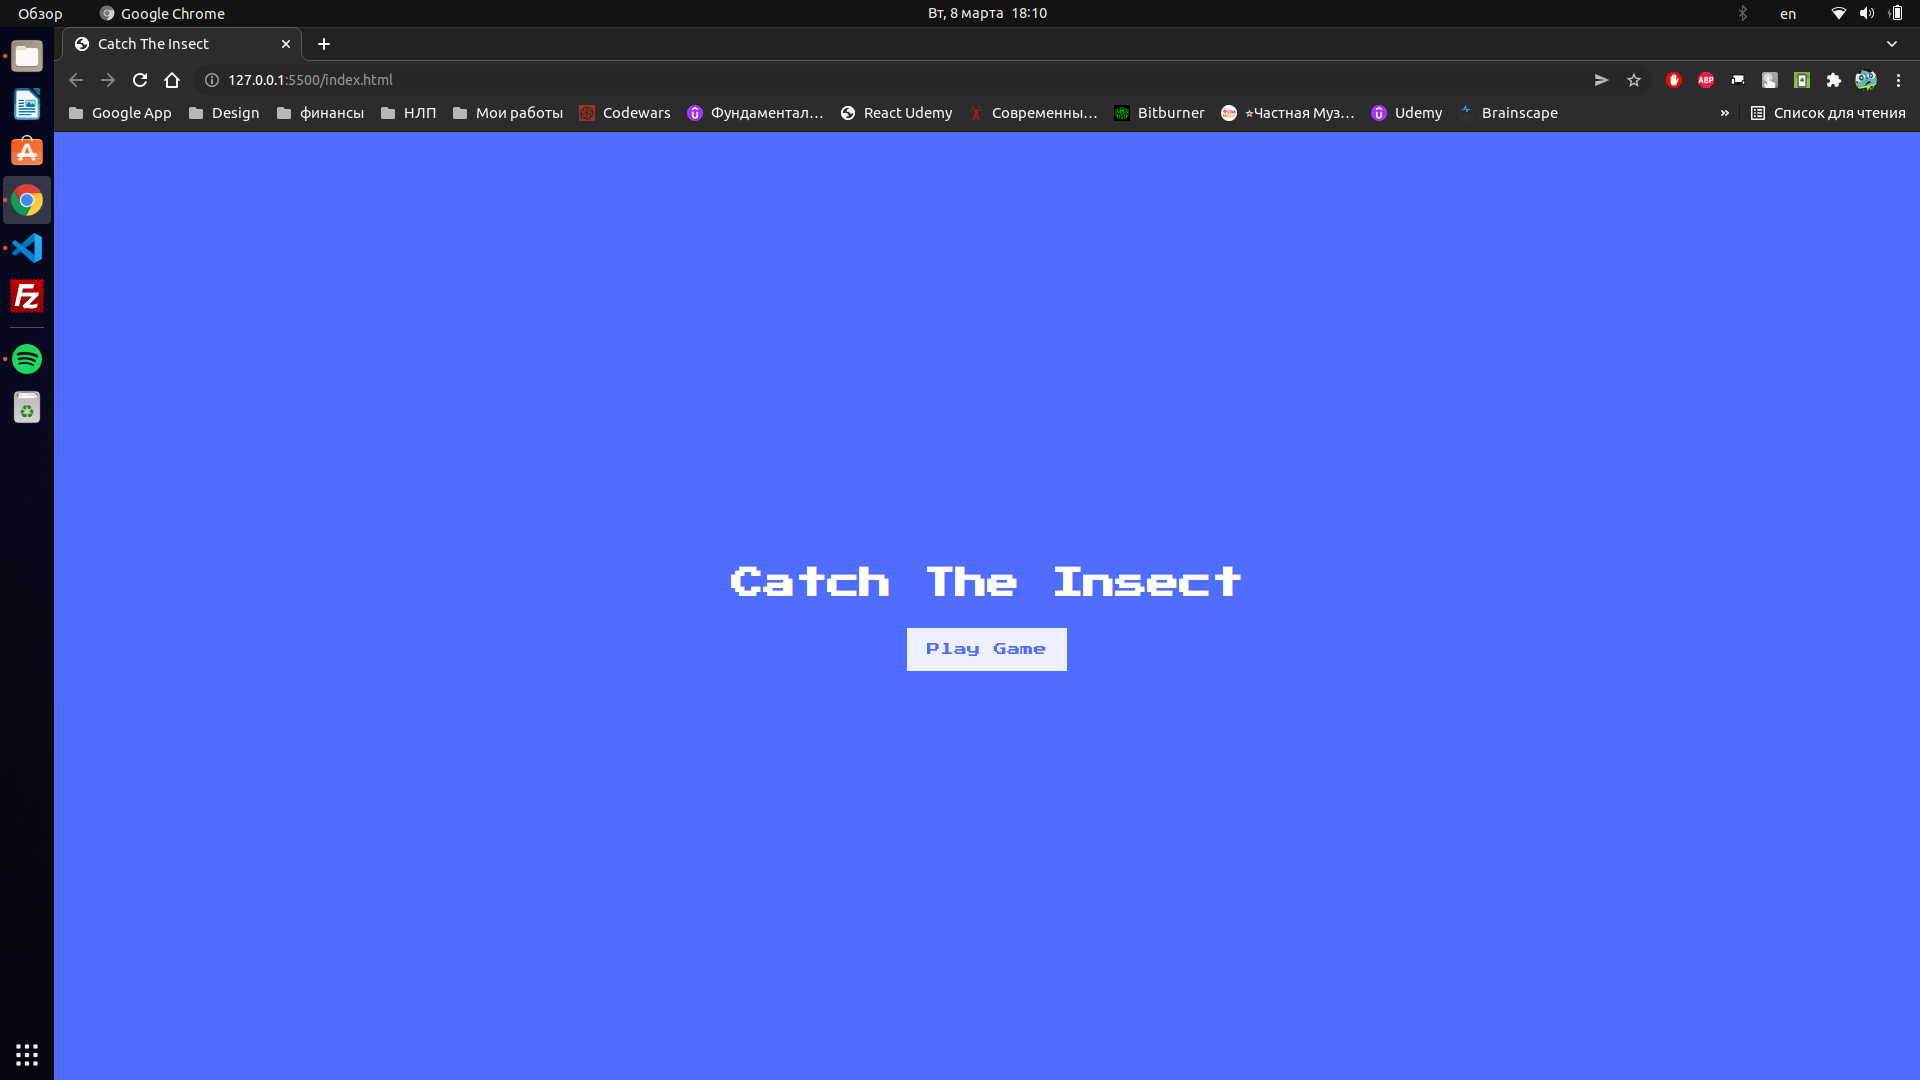 Обзор Google Chrome Вт, 8 марта 18:10 en
Catch The Insect
127.0.0.1:5500/index.html ABP
Google App Design финансы НЛП Мои работы Codewars Фундаментал... React Udemy Современны... Bitburner ⭐Частная Муз... Udemy Brainscape » Список для чтения
Fz
Catch The Insect
Play Game